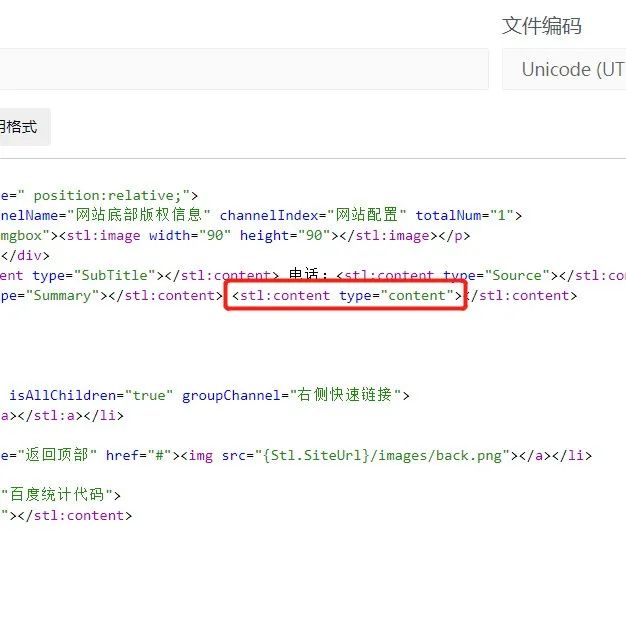 文件编码
Unicode (UT
用格式
e=" position:relative;">
nelName="网站底部版权信息" channelIndex="网站配置" totalNum="1">
mgbox"><stl:image width="90" height="90"></stl:image></p>
</div>
ent type="SubTitle"></stl:content> 电话：<stl:content type="Source"></stl:co
pe="Summary"></stl:content> <stl:content type="content"></stl:content>
isAllChildren="true" groupChannel="右侧快速链接">
a></stl:a></li>
e="返回顶部" href="#"><img src="{Stl.SiteUrl}/images/back.png"></a></li>
"百度统计代码">
"></stl:content>